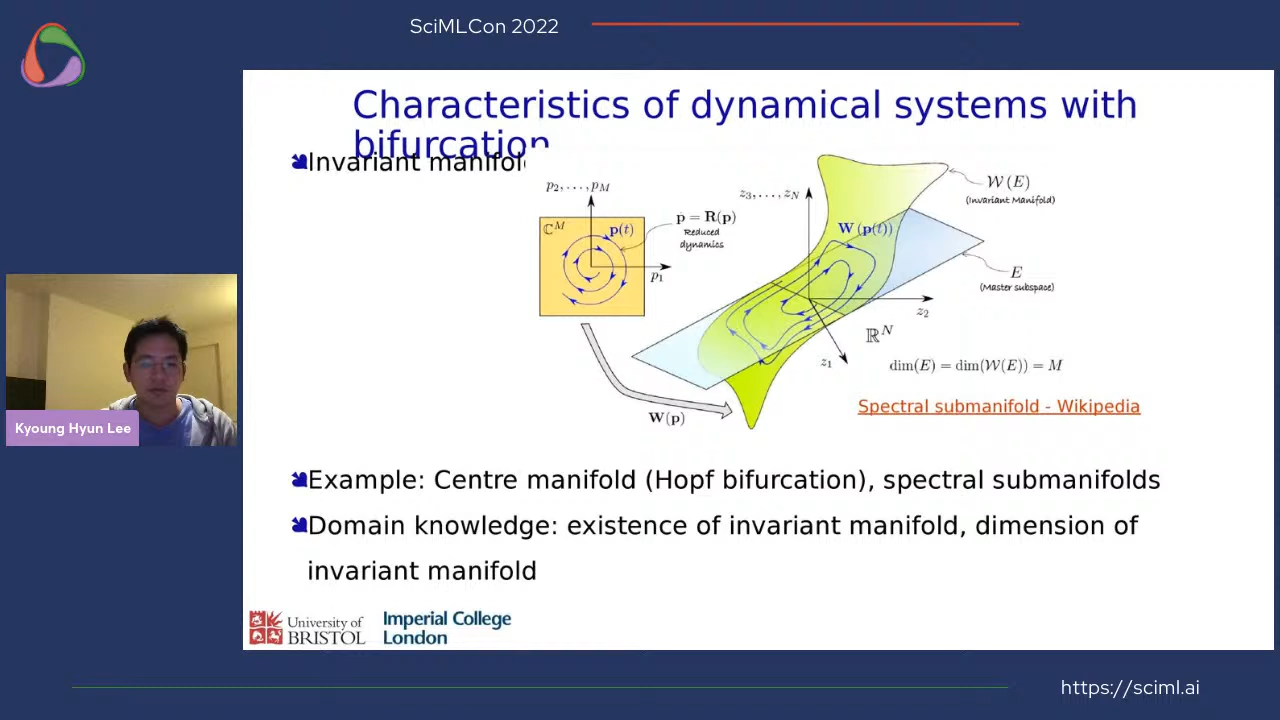 SciMLCon 2022
Characteristics of dynamical systems with
bifurcation
Invariant manifol
p₂, . . . , p_M
ℂ^M
p(t)
ṗ = R(p)
Reduced
dynamics
p₁
W(p)
z₃, . . . , z_N
W(p(t))
𝒲(E)
(Invariant Manifold)
E
(Master subspace)
z₂
ℝ^N
z₁
dim(E) = dim(𝒲(E)) = M
Spectral submanifold - Wikipedia
Kyoung Hyun Lee
Example: Centre manifold (Hopf bifurcation), spectral submanifolds
Domain knowledge: existence of invariant manifold, dimension of
invariant manifold
University of
BRISTOL
Imperial College
London
https://sciml.ai